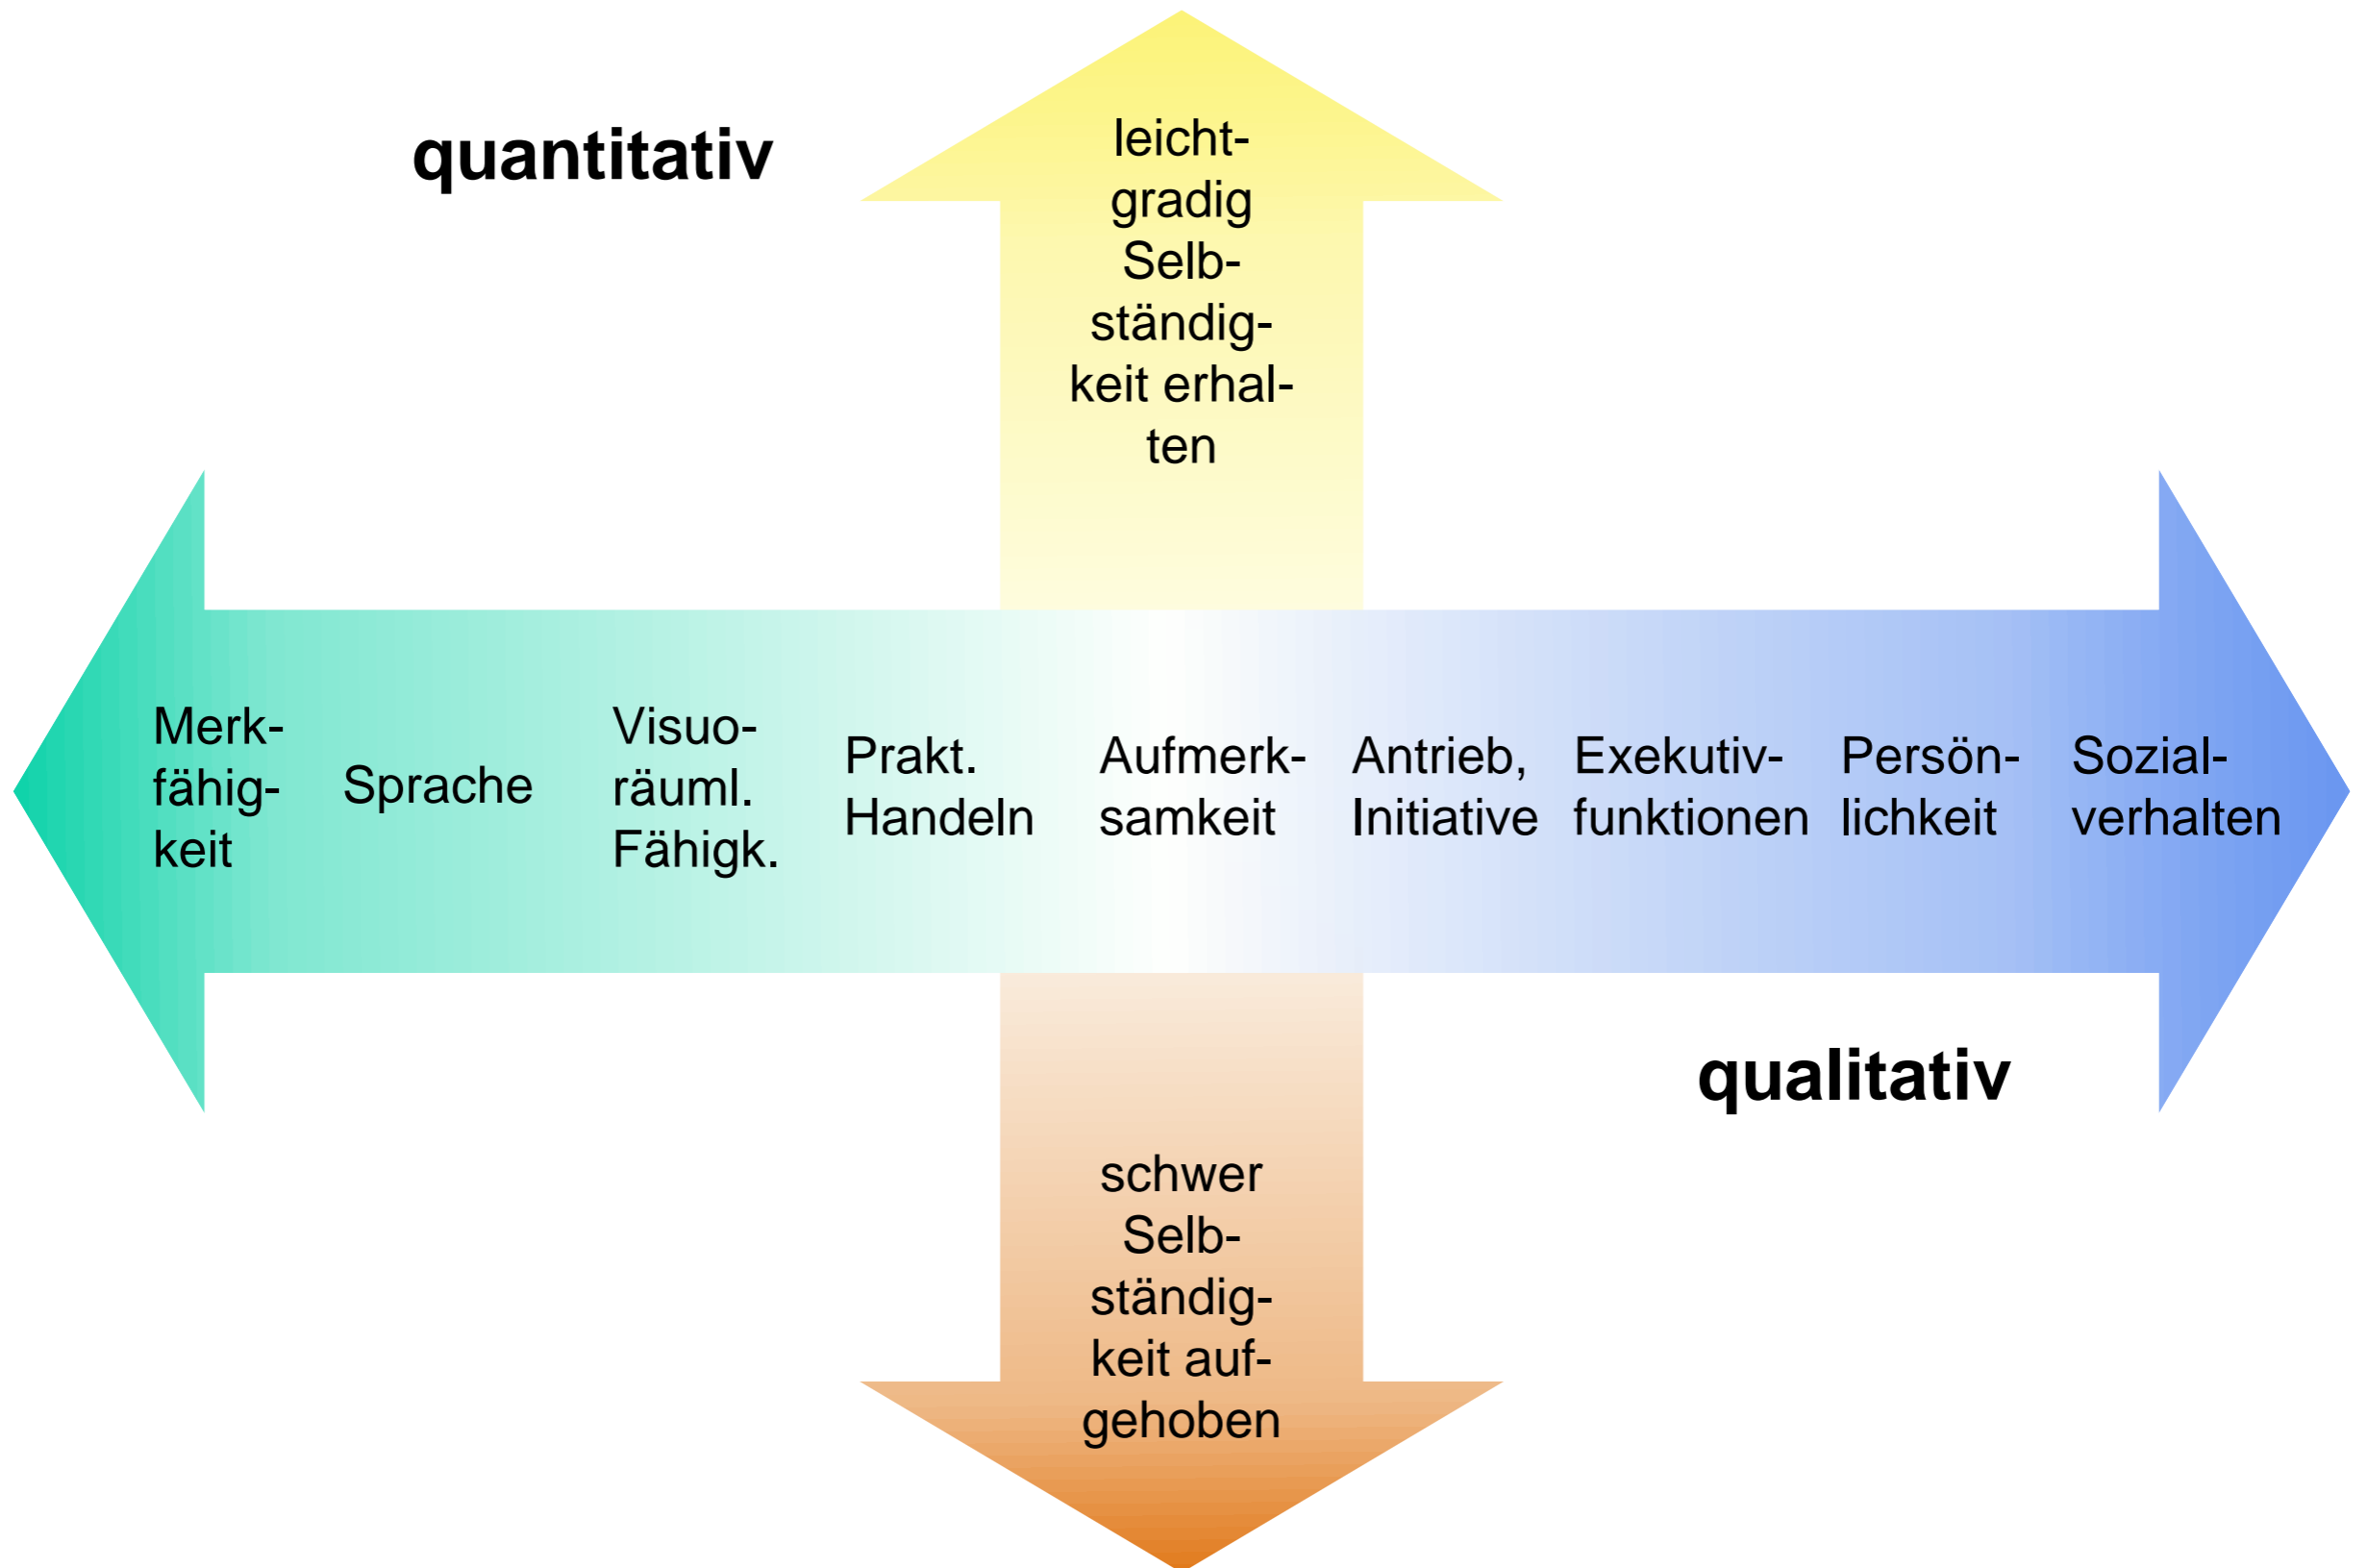 quantitativ
leicht-
gradig
Selb-
ständig-
keit erhal-
ten
Merk-
fähig-
keit
Sprache
Visuo-
räuml.
Fähigk.
Prakt.
Handeln
Aufmerk-
samkeit
Antrieb,
Initiative
Exekutiv-
funktionen
Persön-
lichkeit
Sozial-
verhalten
qualitativ
schwer
Selb-
ständig-
keit auf-
gehoben